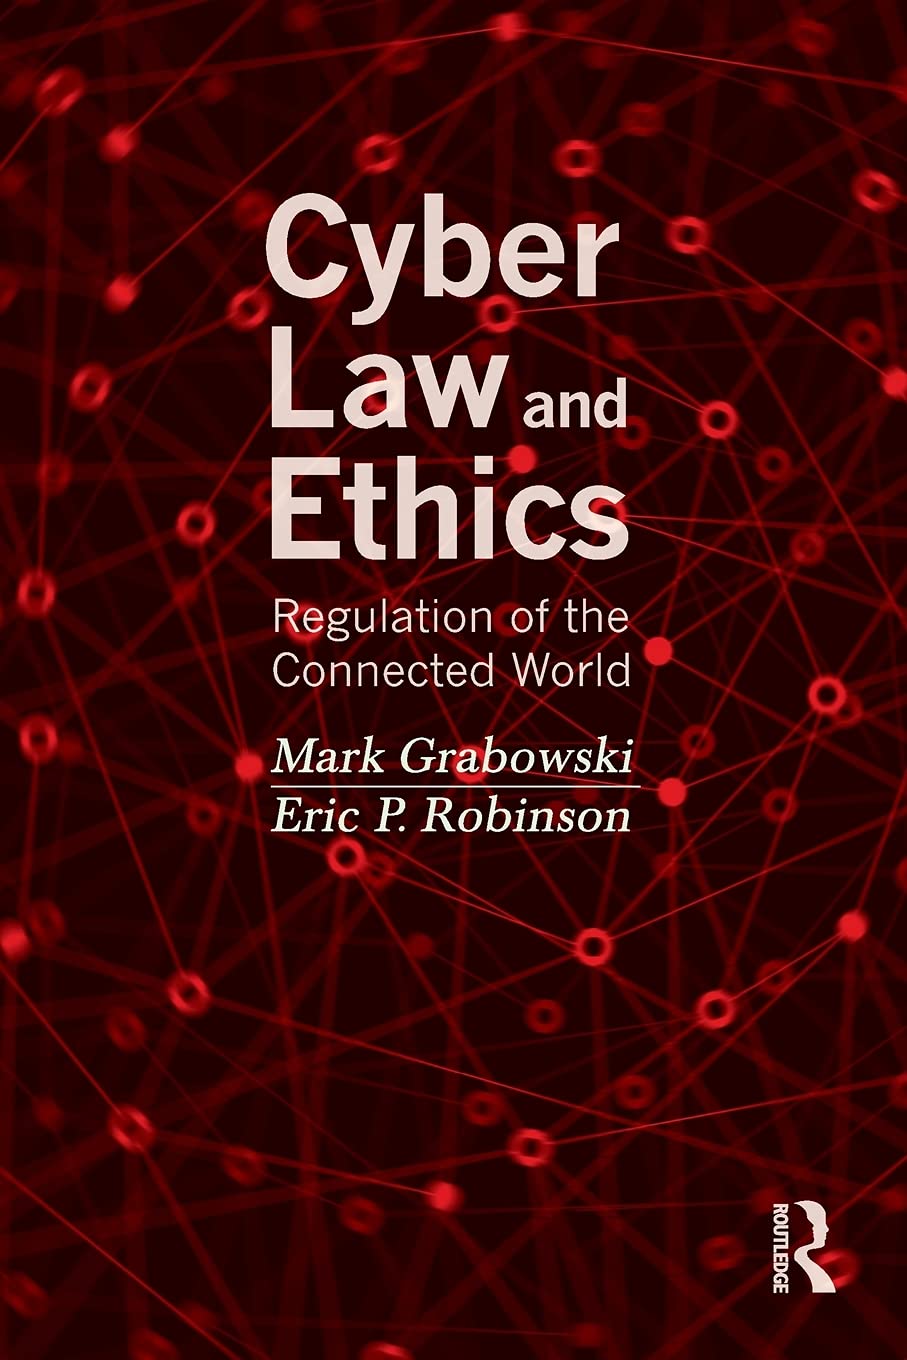 Cyber
Law and
Ethics
Regulation of the
Connected World
Mark Grabowski
Eric P. Robinson
ROUTLEDGE